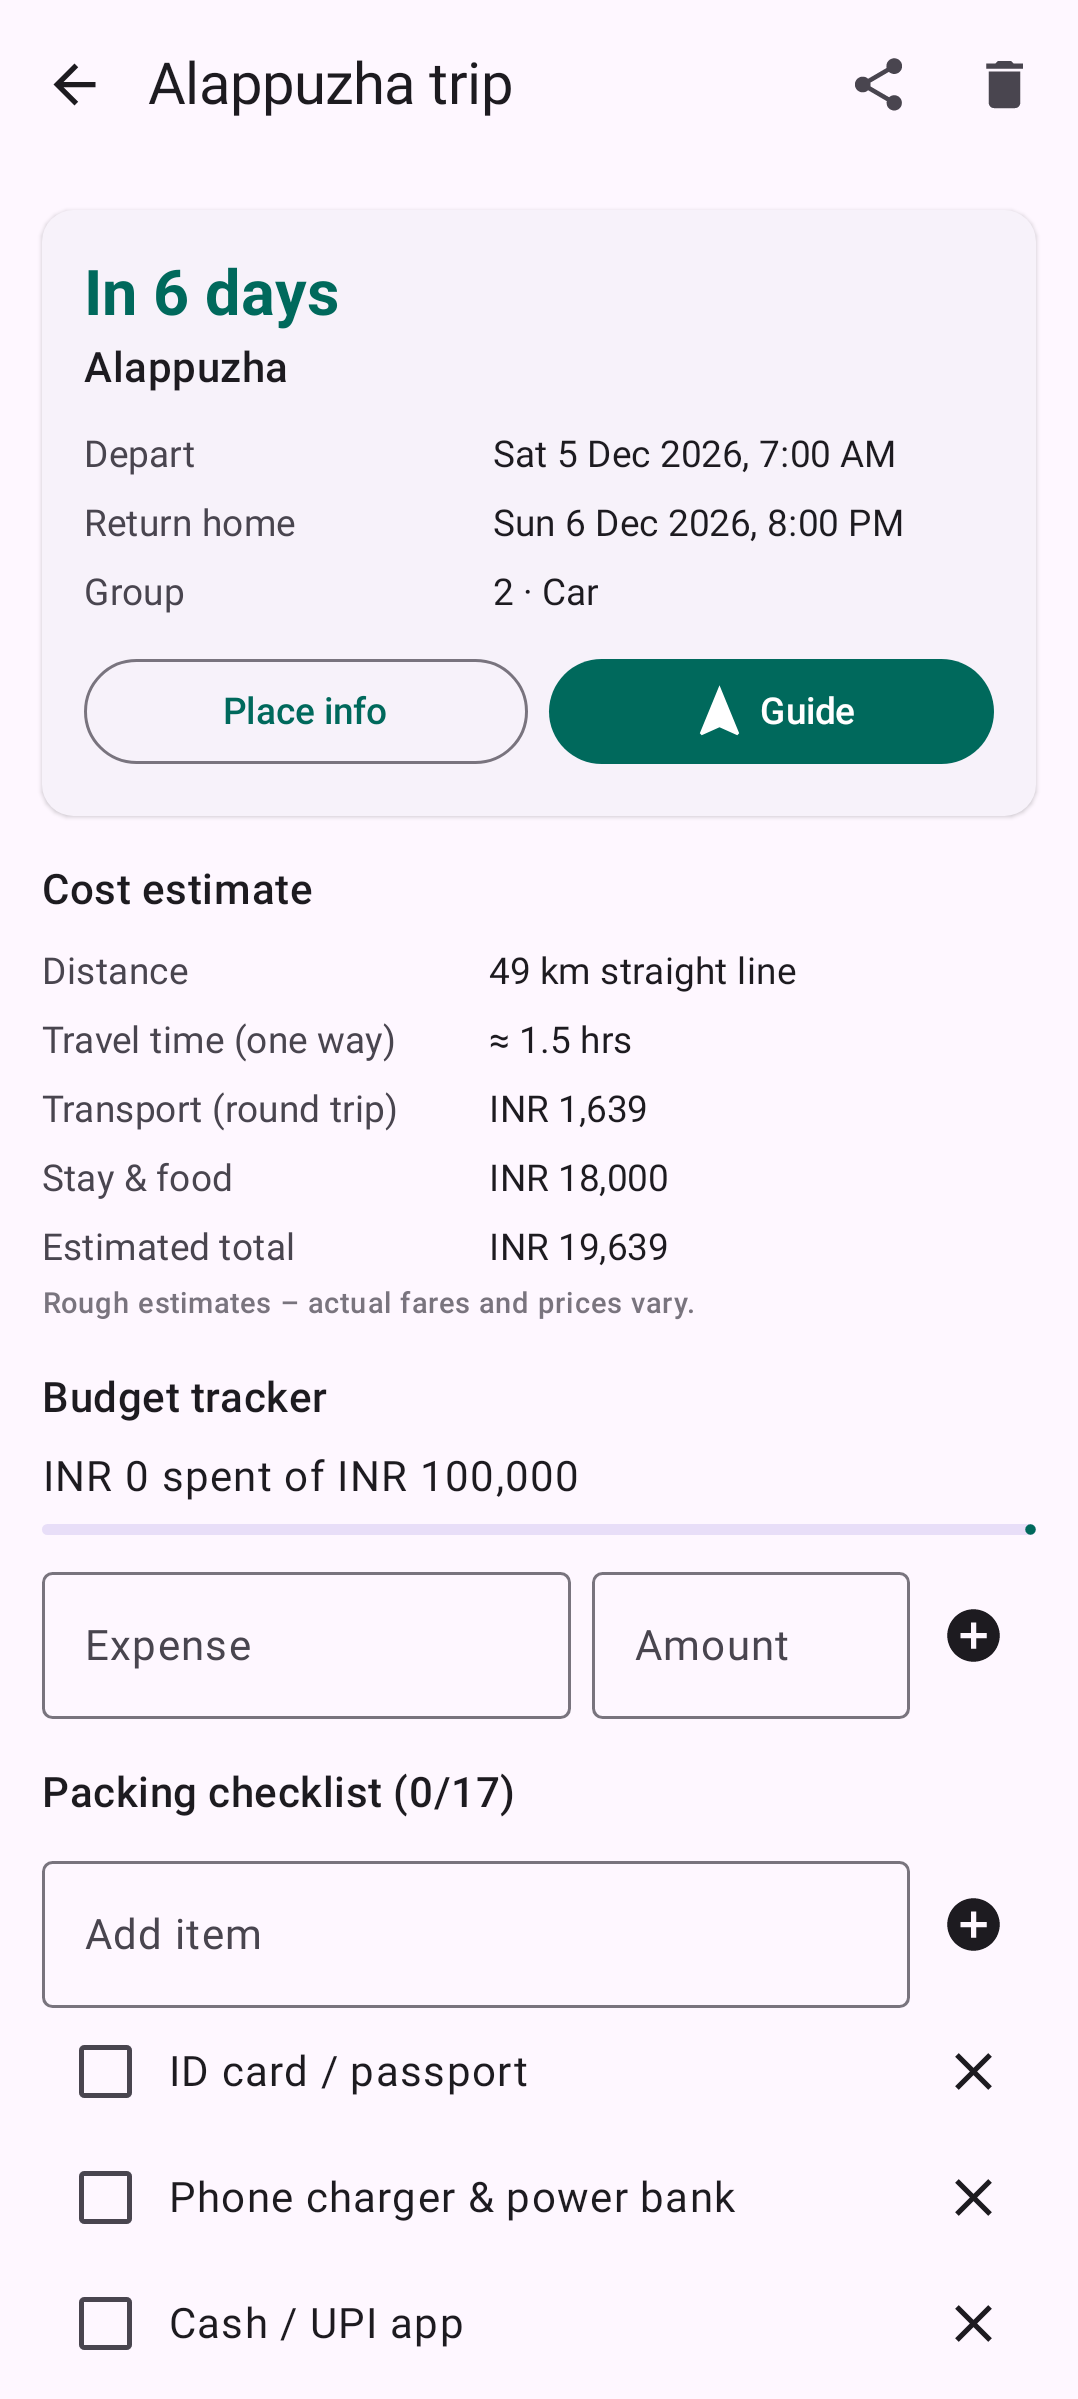 Alappuzha trip
In 6 days
Alappuzha
Depart Sat 5 Dec 2026, 7:00 AM
Return home Sun 6 Dec 2026, 8:00 PM
Group 2 · Car
Place info Guide
Cost estimate
Distance 49 km straight line
Travel time (one way) ≈ 1.5 hrs
Transport (round trip) INR 1,639
Stay & food INR 18,000
Estimated total INR 19,639
Rough estimates – actual fares and prices vary.
Budget tracker
INR 0 spent of INR 100,000
Expense Amount
Packing checklist (0/17)
Add item
ID card / passport
Phone charger & power bank
Cash / UPI app